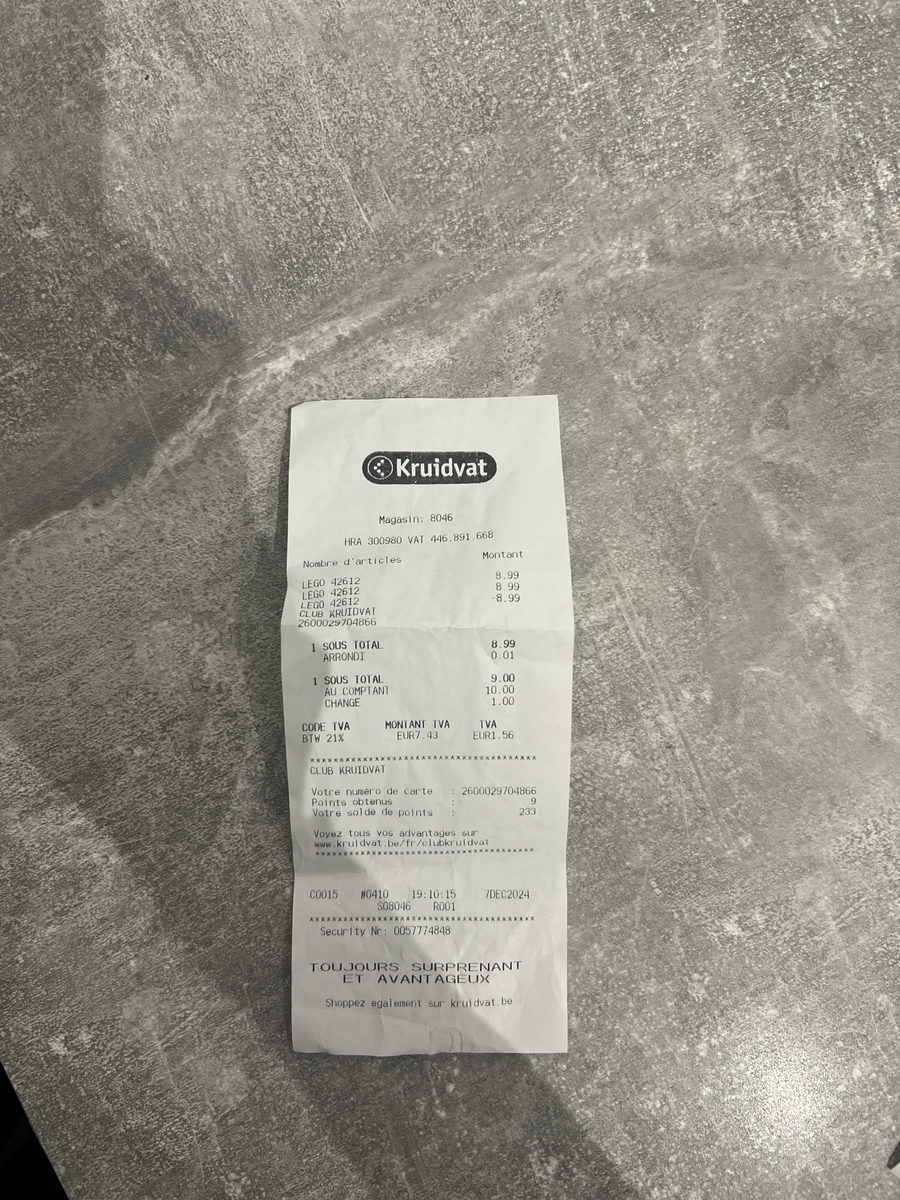 Kruidvat
Magasin: 8046
HRA 300980 VAT 446.891.668
Nombre d'articles Montant
LEGO 42612 8.99
LEGO 42612 8.99
LEGO 42612 -8.99
CLUB KRUIDVAT
2600029704866
1 SOUS TOTAL 8.99
ARRONDI 0.01
1 SOUS TOTAL 9.00
AU COMPTANT 10.00
CHANGE 1.00
CODE TVA MONTANT TVA TVA
BTW 21% EUR7.43 EUR1.56
****************************************
CLUB KRUIDVAT
Votre numéro de carte : 2600029704866
Points obtenus : 9
Votre solde de points : 233
Voyez tous vos advantages sur
www.kruidvat.be/fr/clubkruidvat
****************************************
C0015 #0410 19:10:15 7DEC2024
S08046 R001
****************************************
Security Nr: 0057774848
TOUJOURS SURPRENANT
ET AVANTAGEUX
Shoppez egalement sur kruidvat.be